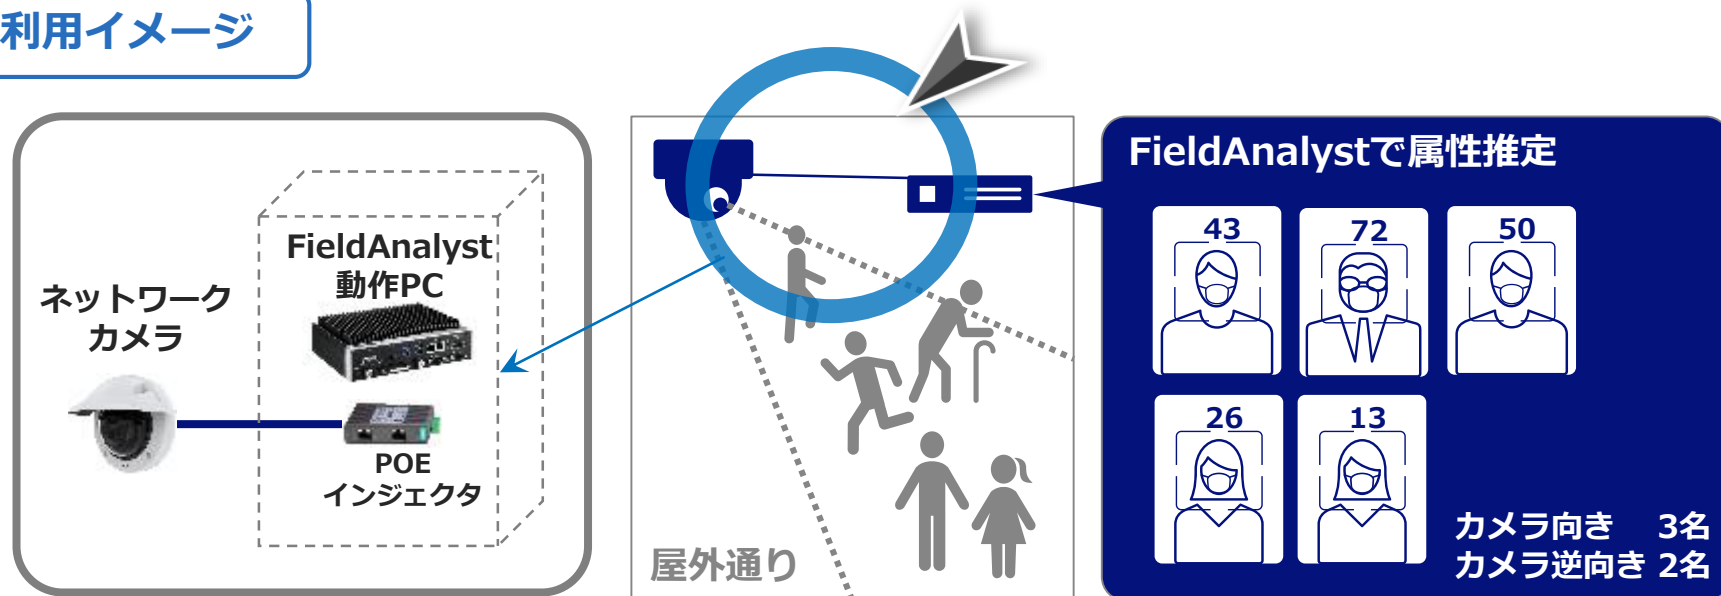 利用イメージ
ネットワーク
カメラ
FieldAnalyst
動作PC
POE
インジェクタ
屋外通り
FieldAnalystで属性推定
43
72
50
26
13
カメラ向き 3名
カメラ逆向き 2名